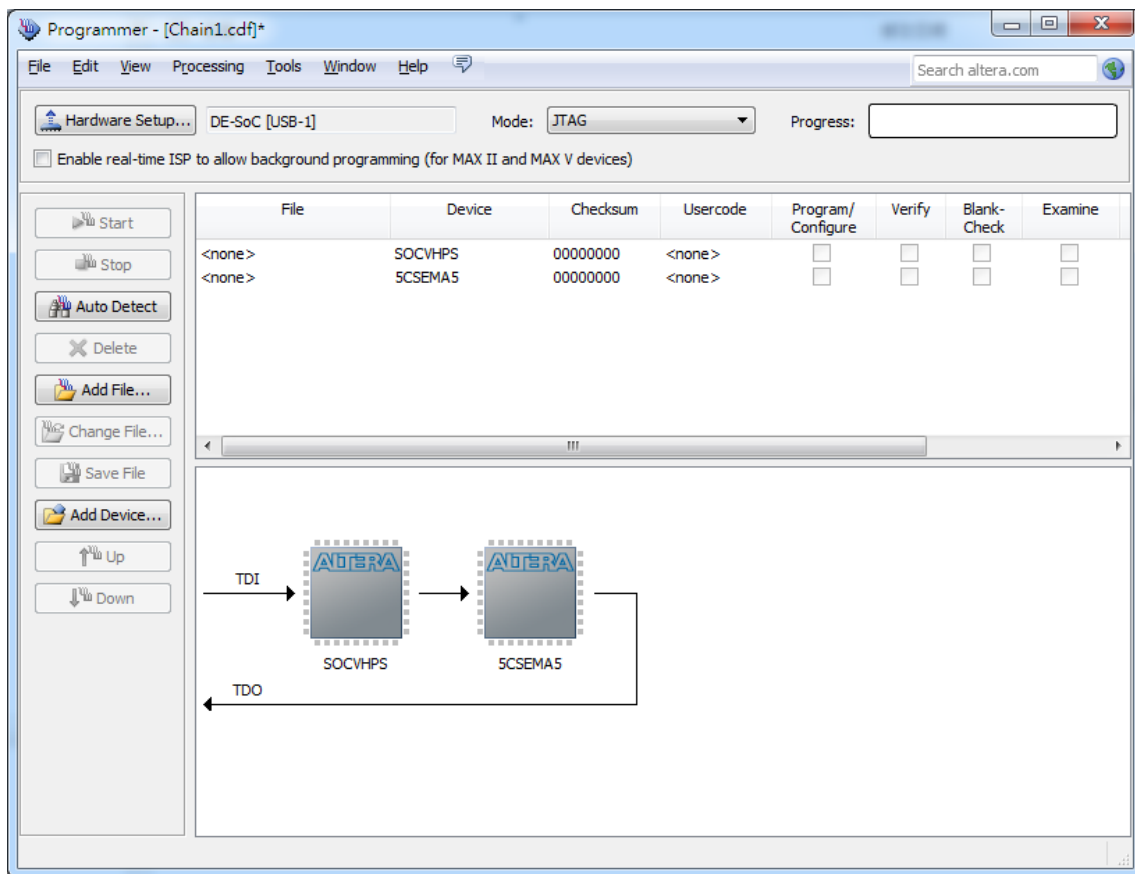 Programmer - [Chain1.cdf]*
File Edit View Processing Tools Window Help
Search altera.com
Hardware Setup... DE-SoC [USB-1] Mode: JTAG Progress:
Enable real-time ISP to allow background programming (for MAX II and MAX V devices)
Start
Stop
Auto Detect
Delete
Add File...
Change File...
Save File
Add Device...
Up
Down
File Device Checksum Usercode Program/ Verify Blank- Examine
Configure Check
<none> SOCVHPS 00000000 <none>
<none> 5CSEMA5 00000000 <none>
ALTERA ALTERA
TDI
SOCVHPS 5CSEMA5
TDO